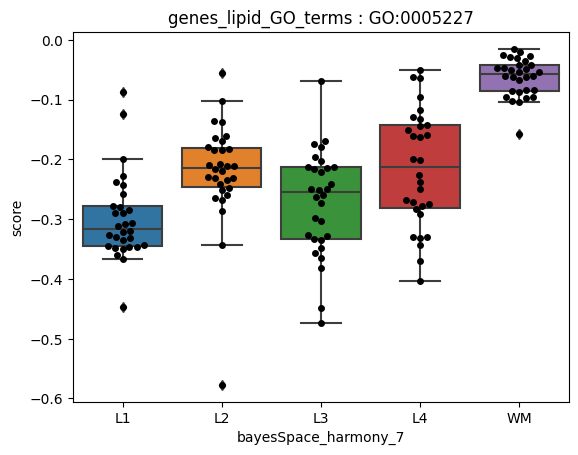 genes_lipid_GO_terms : GO:0005227
0.0
−0.1
−0.2
−0.3
−0.4
−0.5
−0.6
score
L1 L2 L3 L4 WM
bayesSpace_harmony_7